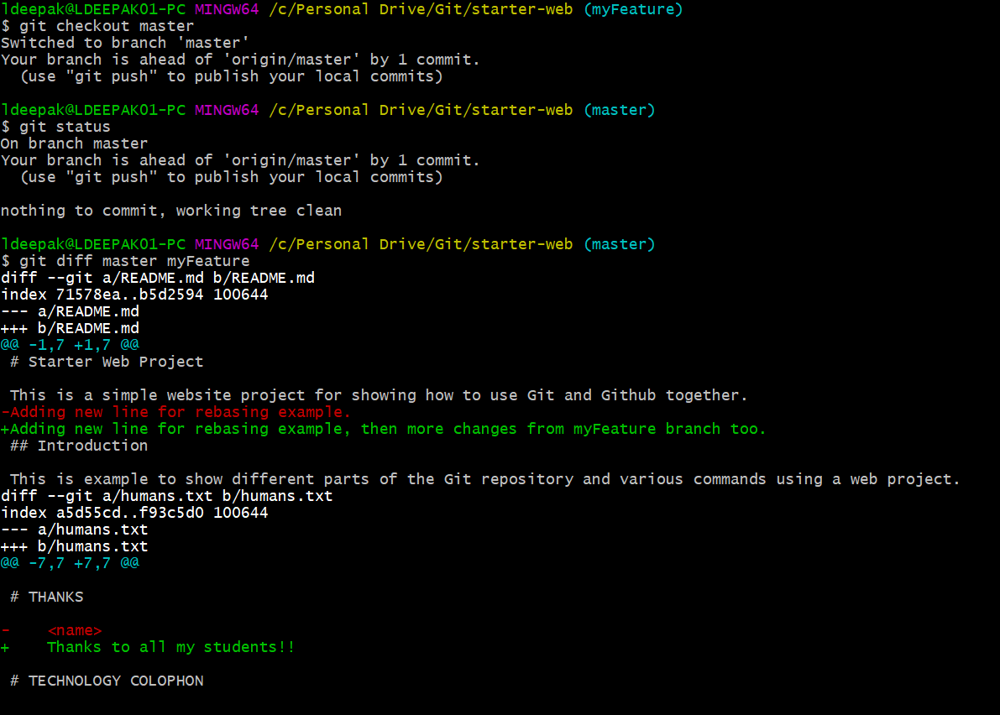 ldeepak@LDEEPAK01-PC MINGW64 /c/Personal Drive/Git/starter-web (myFeature)
$ git checkout master
Switched to branch 'master'
Your branch is ahead of 'origin/master' by 1 commit.
  (use "git push" to publish your local commits)

ldeepak@LDEEPAK01-PC MINGW64 /c/Personal Drive/Git/starter-web (master)
$ git status
On branch master
Your branch is ahead of 'origin/master' by 1 commit.
  (use "git push" to publish your local commits)

nothing to commit, working tree clean

ldeepak@LDEEPAK01-PC MINGW64 /c/Personal Drive/Git/starter-web (master)
$ git diff master myFeature
diff --git a/README.md b/README.md
index 71578ea..b5d2594 100644
--- a/README.md
+++ b/README.md
@@ -1,7 +1,7 @@
 # Starter Web Project

 This is a simple website project for showing how to use Git and Github together.
-Adding new line for rebasing example.
+Adding new line for rebasing example, then more changes from myFeature branch too.
 ## Introduction

 This is example to show different parts of the Git repository and various commands using a web project.
diff --git a/humans.txt b/humans.txt
index a5d55cd..f93c5d0 100644
--- a/humans.txt
+++ b/humans.txt
@@ -7,7 +7,7 @@

 # THANKS

-    <name>
+    Thanks to all my students!!

 # TECHNOLOGY COLOPHON